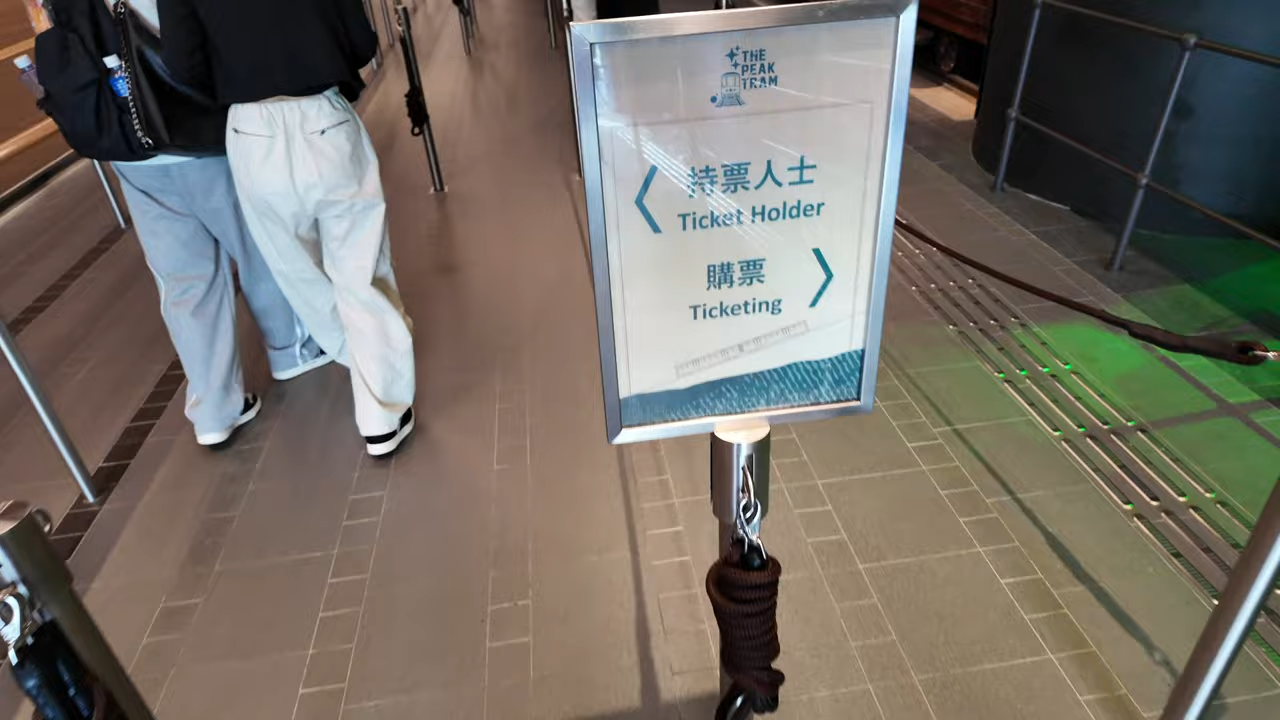 THE
PEAK
TRAM
持票人士
Ticket Holder
購票
Ticketing